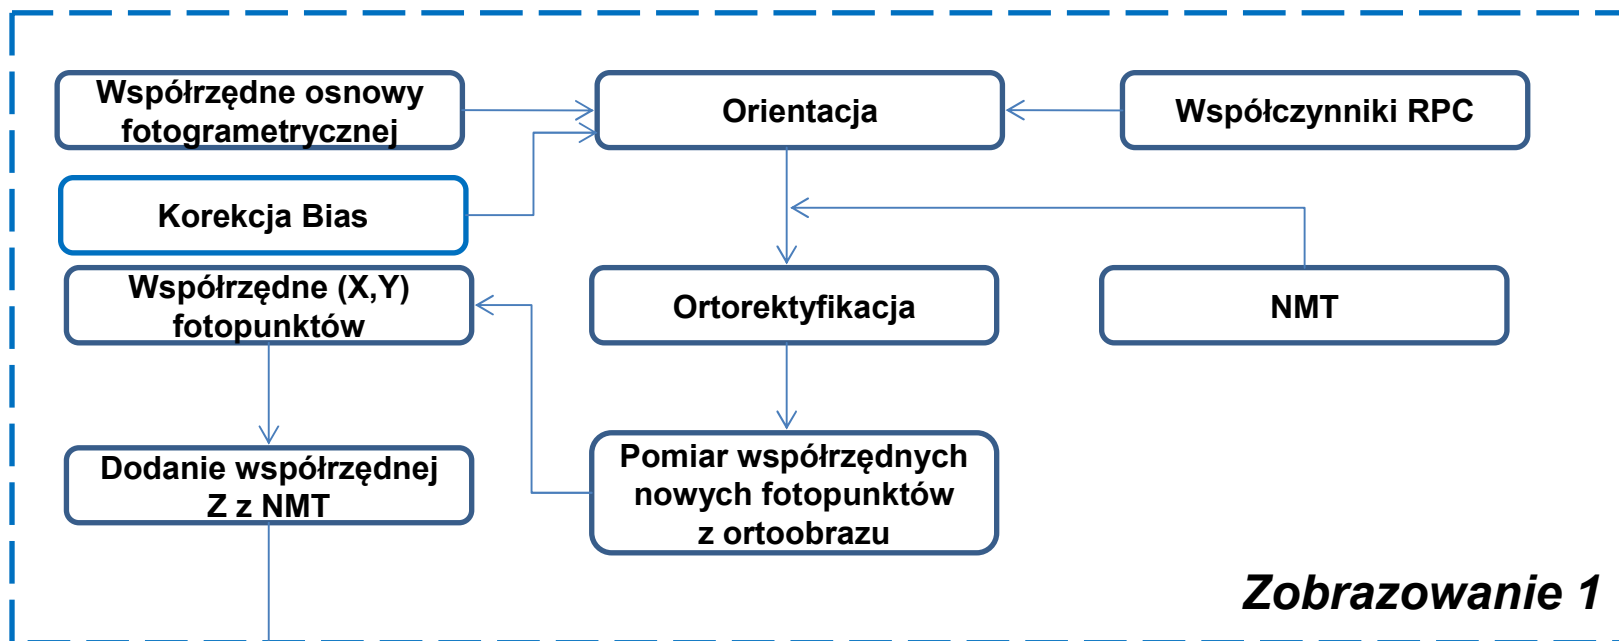 Współrzędne osnowy
fotogrametrycznej
Orientacja
Współczynniki RPC
Korekcja Bias
Współrzędne (X,Y)
fotopunktów
Ortorektyfikacja
NMT
Dodanie współrzędnej
Z z NMT
Pomiar współrzędnych
nowych fotopunktów
z ortoobrazu
Zobrazowanie 1